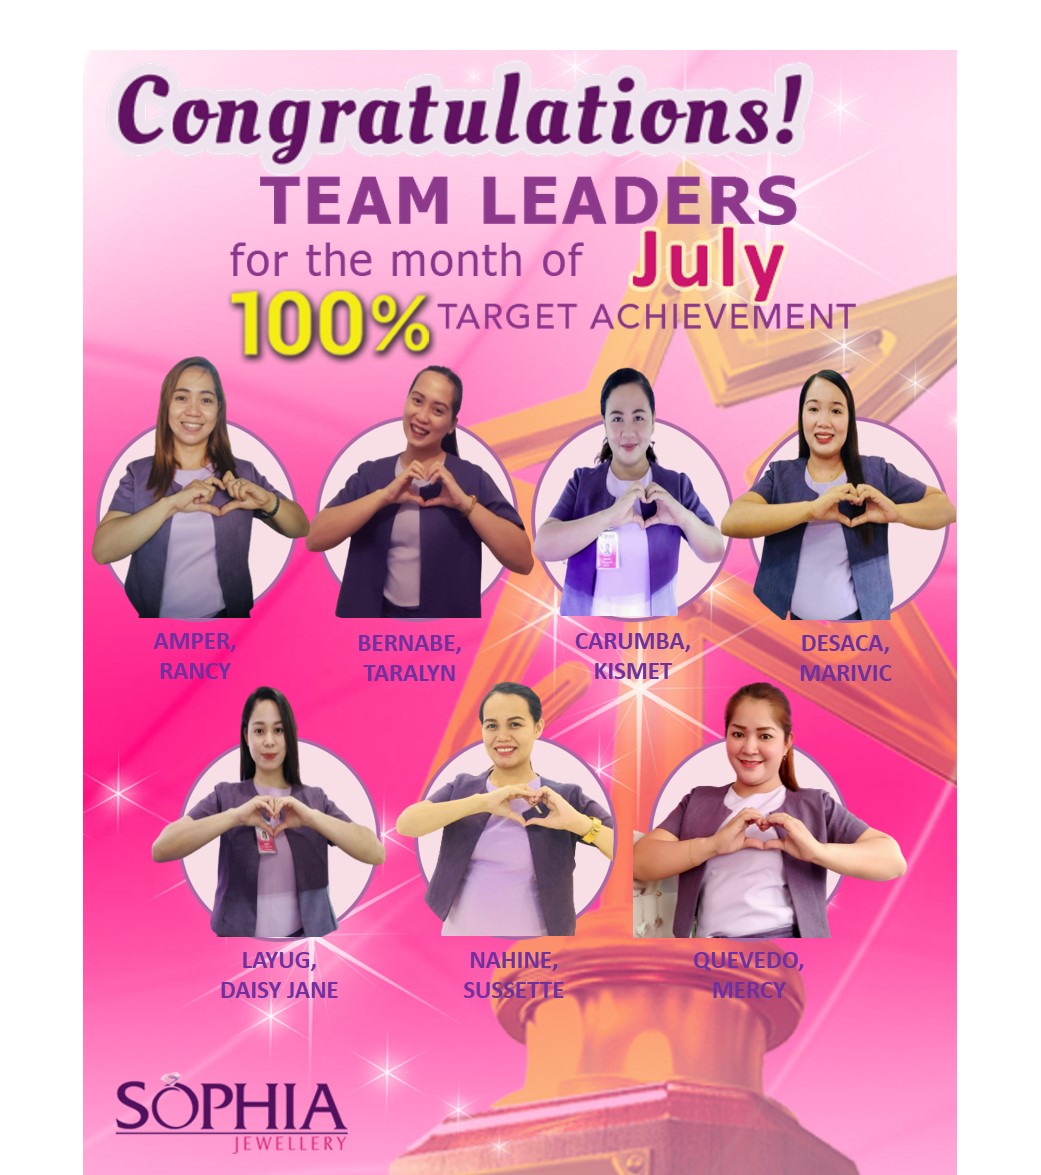 Congratulations!
TEAM LEADERS
for the month of July
100% TARGET ACHIEVEMENT
AMPER,
RANCY
BERNABE,
TARALYN
CARUMBA,
KISMET
DESACA,
MARIVIC
LAYUG,
DAISY JANE
NAHINE,
SUSSETTE
QUEVEDO,
MERCY
SOPHIA
JEWELLERY